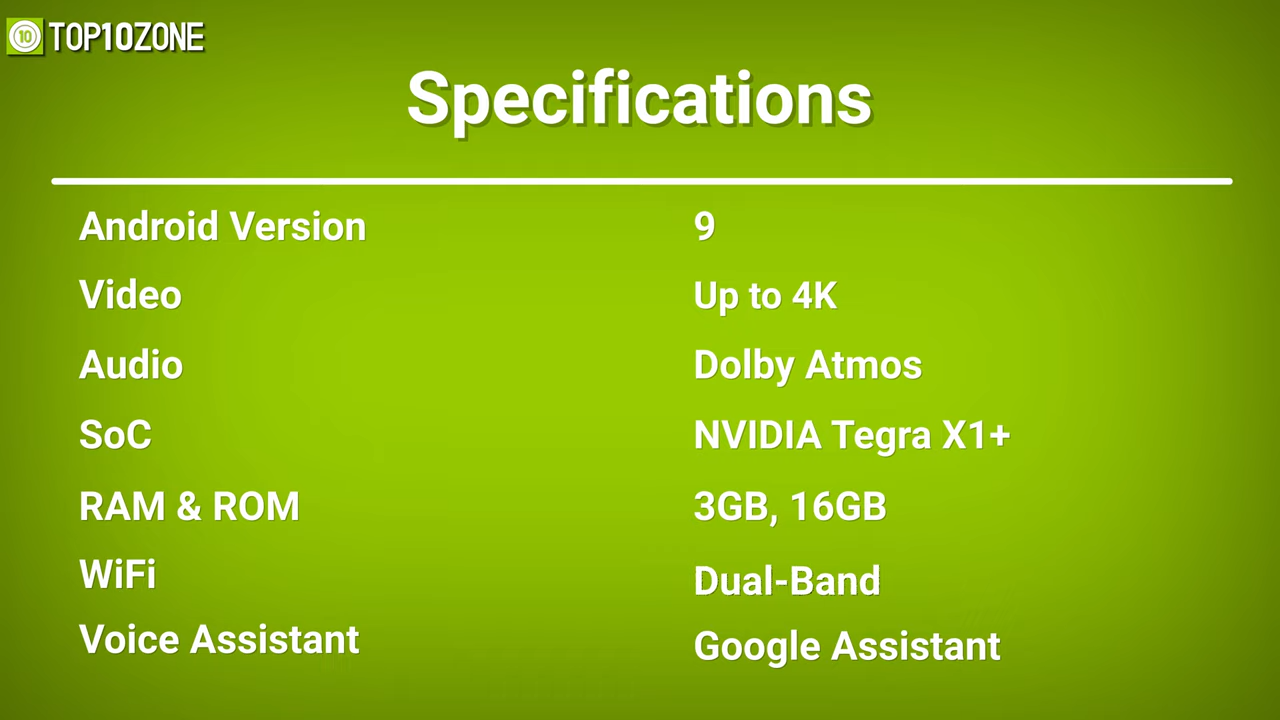 10 TOP10ZONE
Specifications
Android Version 9
Video Up to 4K
Audio Dolby Atmos
SoC NVIDIA Tegra X1+
RAM & ROM 3GB, 16GB
WiFi Dual-Band
Voice Assistant Google Assistant